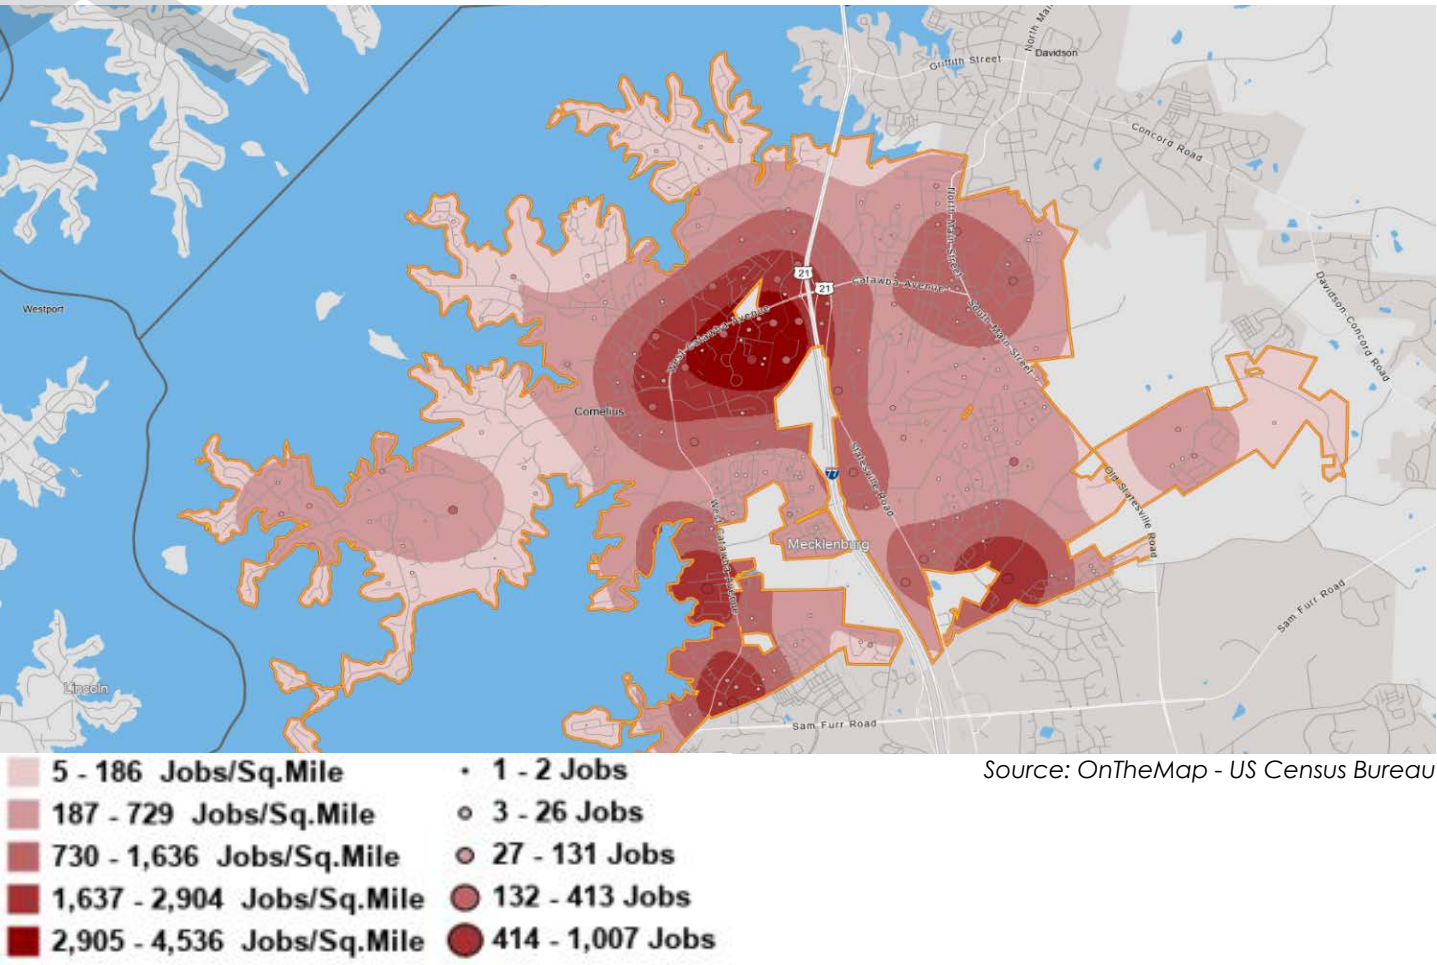 North Mai
Davidson
Griffith Street
Concord Road
North Main Street
21
21
Catawba Avenue
Westport
Davidson-Concord Road
West Catawba Avenue
South Main Street
Cornelius
77
Statesville Road
Old Statesville Road
West Catawba Avenue
Mecklenburg
Sam Furr Road
Lincoln
Sam Furr Road
Source: OnTheMap - US Census Bureau
5 - 186 Jobs/Sq.Mile
187 - 729 Jobs/Sq.Mile
730 - 1,636 Jobs/Sq.Mile
1,637 - 2,904 Jobs/Sq.Mile
2,905 - 4,536 Jobs/Sq.Mile
1 - 2 Jobs
3 - 26 Jobs
27 - 131 Jobs
132 - 413 Jobs
414 - 1,007 Jobs